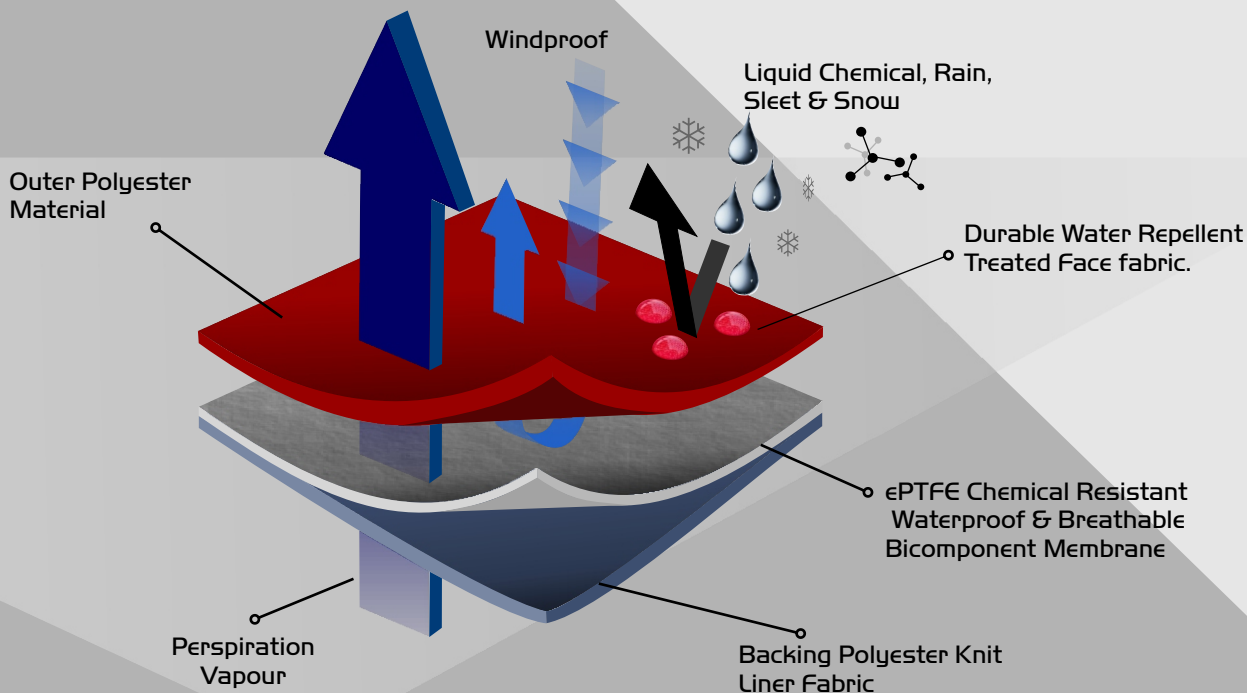 Windproof
Liquid Chemical, Rain,
Sleet & Snow
Outer Polyester
Material
Durable Water Repellent
Treated Face fabric.
ePTFE Chemical Resistant
Waterproof & Breathable
Bicomponent Membrane
Perspiration
Vapour
Backing Polyester Knit
Liner Fabric